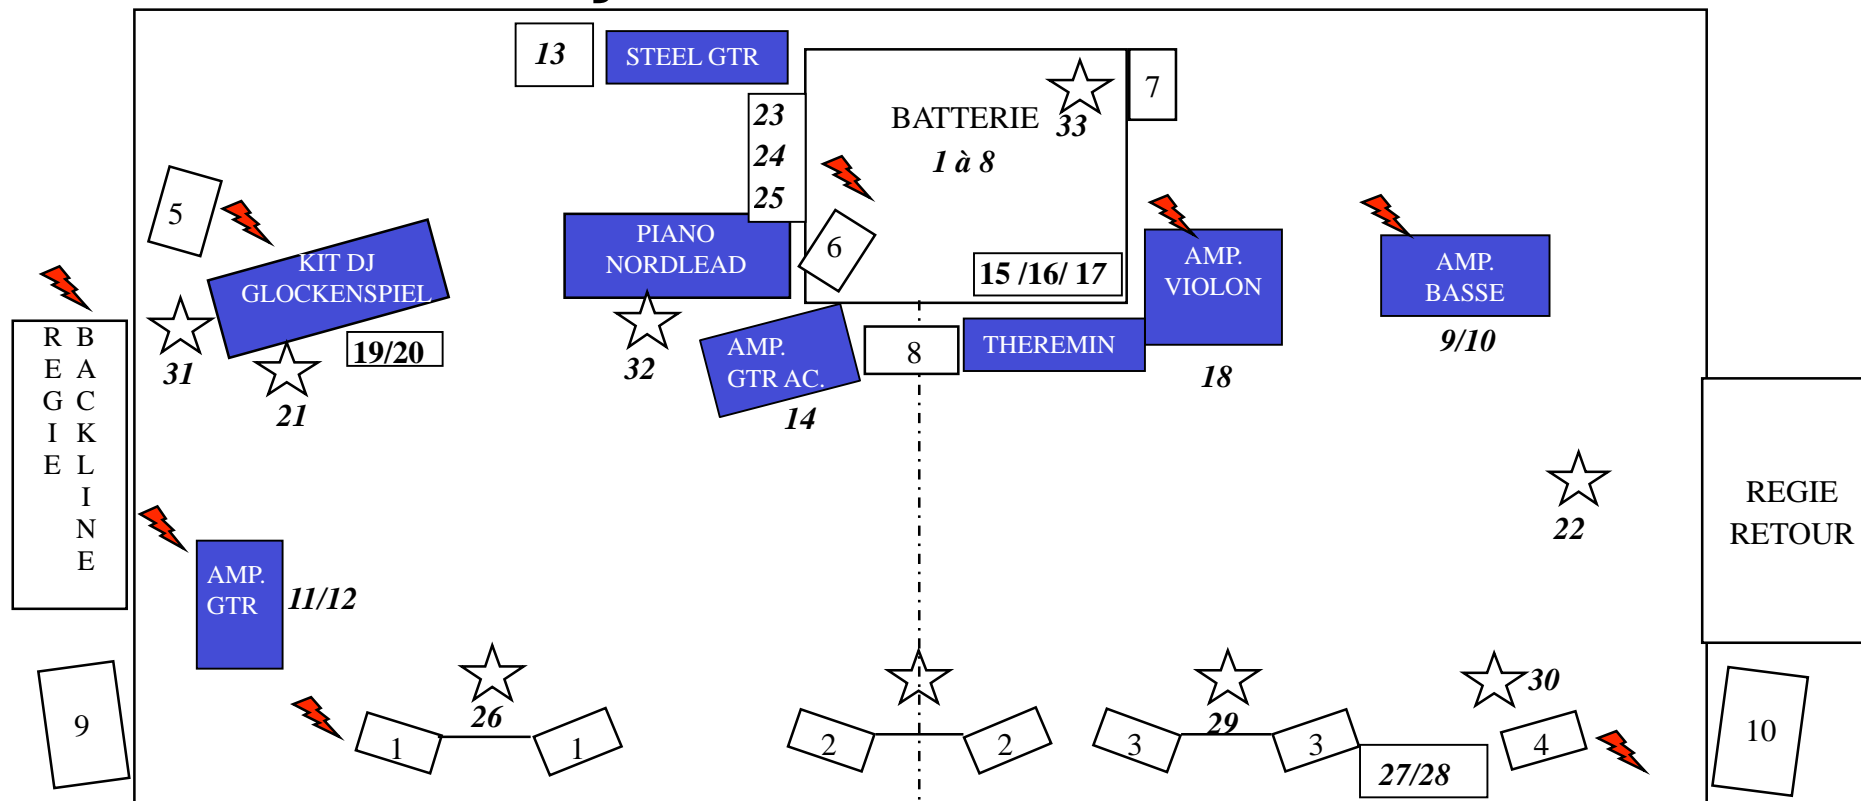 13
STEEL GTR
7
23
24
25
BATTERIE
1 à 8
33
5
KIT DJ
GLOCKENSPIEL
PIANO
NORDLEAD
6
15 /16/ 17
AMP.
VIOLON
AMP.
BASSE
9/10
REGIE
BACKLINE
31
19/20
21
32
AMP.
GTR AC.
14
8
THEREMIN
18
22
REGIE
RETOUR
AMP.
GTR
11/12
9
26
1
1
2
2
29
3
3
27/28
30
4
10